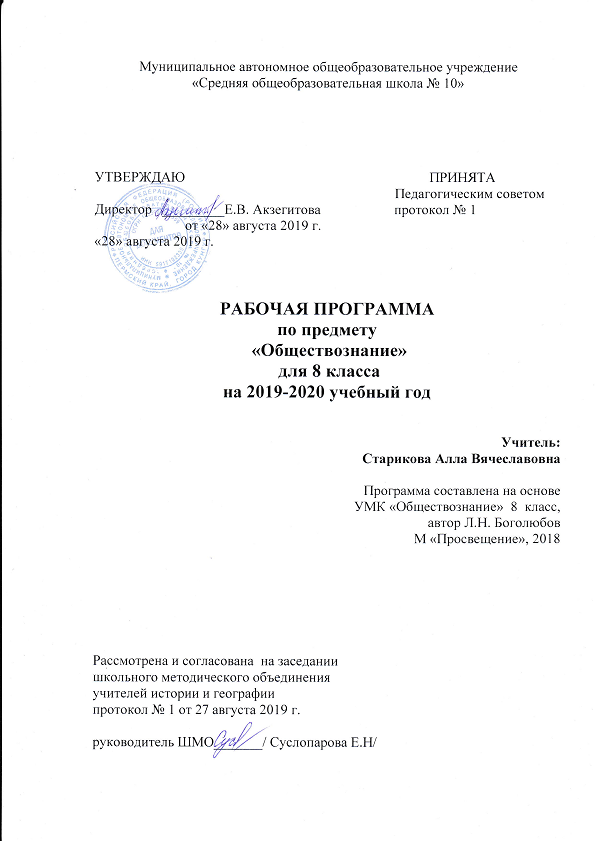 Муниципальное автономное общеобразовательное учреждение
«Средняя общеобразовательная школа № 10»
УТВЕРЖДАЮ
ПРИНЯТА
Педагогическим советом
Директор __________Е.В. Акзегитова
протокол № 1
от «28» августа 2019 г.
«28» августа 2019 г.
РАБОЧАЯ ПРОГРАММА
по предмету
«Обществознание»
для 8 класса
на 2019-2020 учебный год
Учитель:
Старикова Алла Вячеславовна
Программа составлена на основе
УМК «Обществознание» 8 класс,
автор Л.Н. Боголюбов
М «Просвещение», 2018
Рассмотрена и согласована на заседании
школьного методического объединения
учителей истории и географии
протокол № 1 от 27 августа 2019 г.
руководитель ШМО_______/ Суслопарова Е.Н/